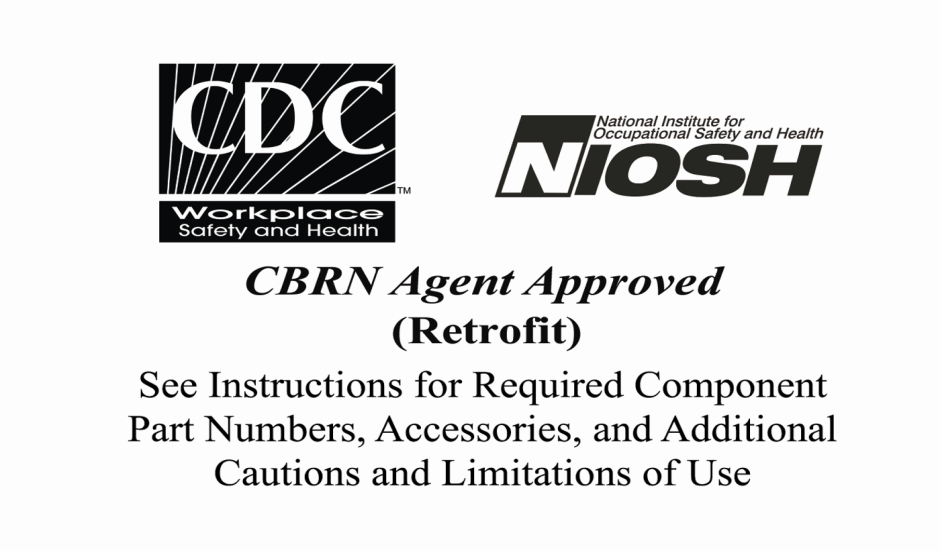 CDC
TM
Workplace
Safety and Health
National Institute for
Occupational Safety and Health
NIOSH
CBRN Agent Approved
(Retrofit)
See Instructions for Required Component
Part Numbers, Accessories, and Additional
Cautions and Limitations of Use